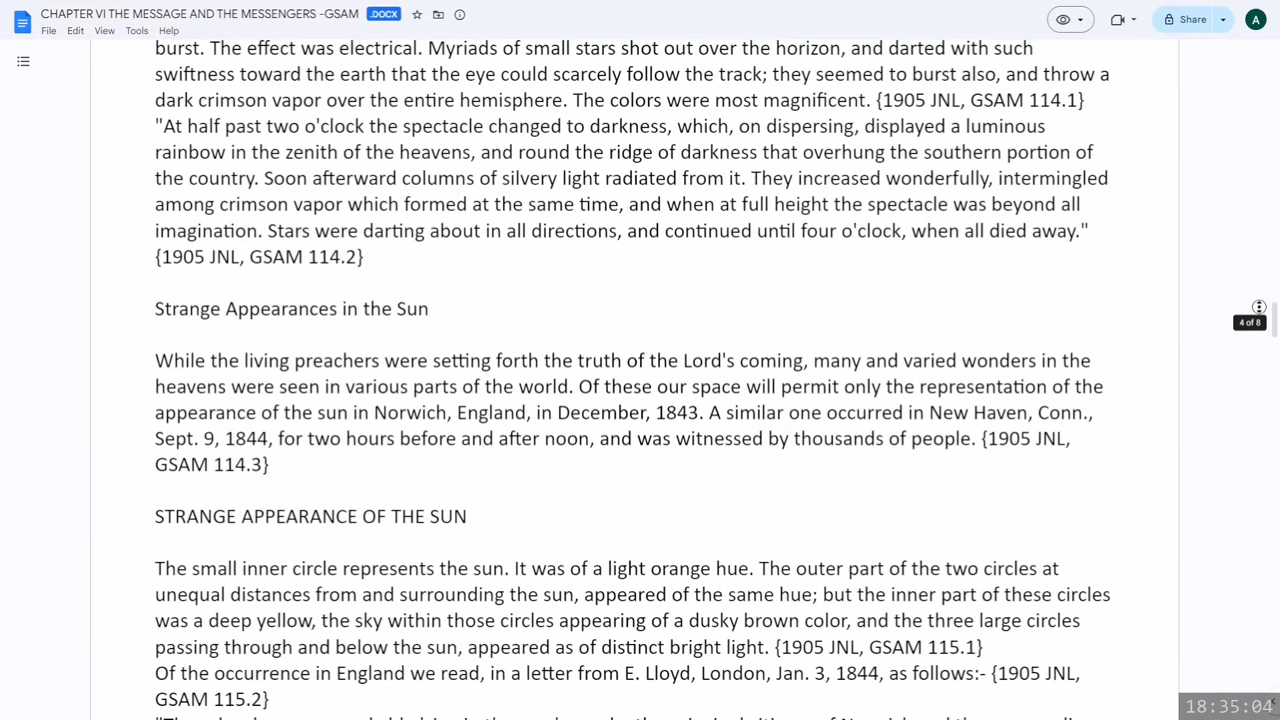 CHAPTER VI THE MESSAGE AND THE MESSENGERS -GSAM .DOCX
File Edit View Tools Help
Share
A
burst. The effect was electrical. Myriads of small stars shot out over the horizon, and darted with such
swiftness toward the earth that the eye could scarcely follow the track; they seemed to burst also, and throw a
dark crimson vapor over the entire hemisphere. The colors were most magnificent. {1905 JNL, GSAM 114.1}
"At half past two o'clock the spectacle changed to darkness, which, on dispersing, displayed a luminous
rainbow in the zenith of the heavens, and round the ridge of darkness that overhung the southern portion of
the country. Soon afterward columns of silvery light radiated from it. They increased wonderfully, intermingled
among crimson vapor which formed at the same time, and when at full height the spectacle was beyond all
imagination. Stars were darting about in all directions, and continued until four o'clock, when all died away."
{1905 JNL, GSAM 114.2}
Strange Appearances in the Sun
4 of 8
While the living preachers were setting forth the truth of the Lord's coming, many and varied wonders in the
heavens were seen in various parts of the world. Of these our space will permit only the representation of the
appearance of the sun in Norwich, England, in December, 1843. A similar one occurred in New Haven, Conn.,
Sept. 9, 1844, for two hours before and after noon, and was witnessed by thousands of people. {1905 JNL,
GSAM 114.3}
STRANGE APPEARANCE OF THE SUN
The small inner circle represents the sun. It was of a light orange hue. The outer part of the two circles at
unequal distances from and surrounding the sun, appeared of the same hue; but the inner part of these circles
was a deep yellow, the sky within those circles appearing of a dusky brown color, and the three large circles
passing through and below the sun, appeared as of distinct bright light. {1905 JNL, GSAM 115.1}
Of the occurrence in England we read, in a letter from E. Lloyd, London, Jan. 3, 1844, as follows:- {1905 JNL,
GSAM 115.2}
18:35:04